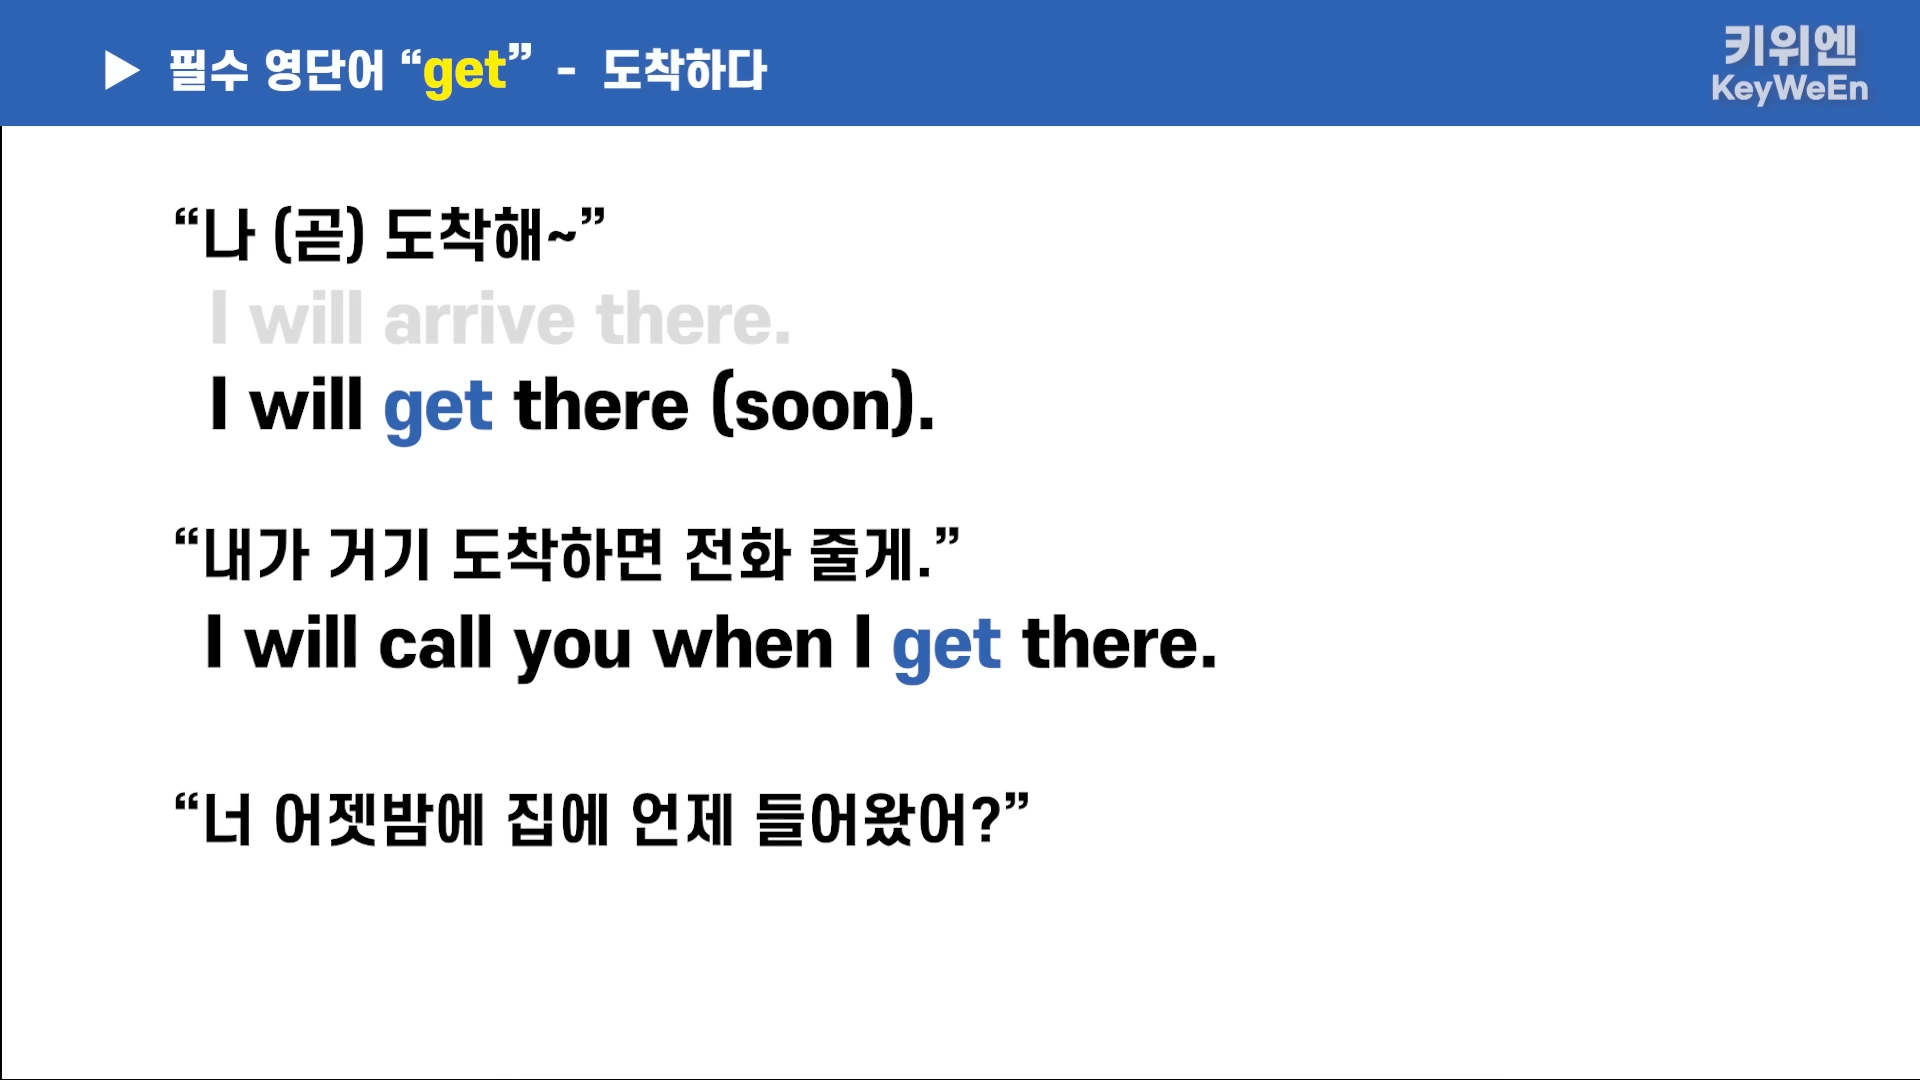 ▶ 필수 영단어 “get” - 도착하다
키위엔
KeyWeEn
“나 (곧) 도착해~”
I will arrive there.
I will get there (soon).
“내가 거기 도착하면 전화 줄게.”
I will call you when I get there.
“너 어젯밤에 집에 언제 들어왔어?”